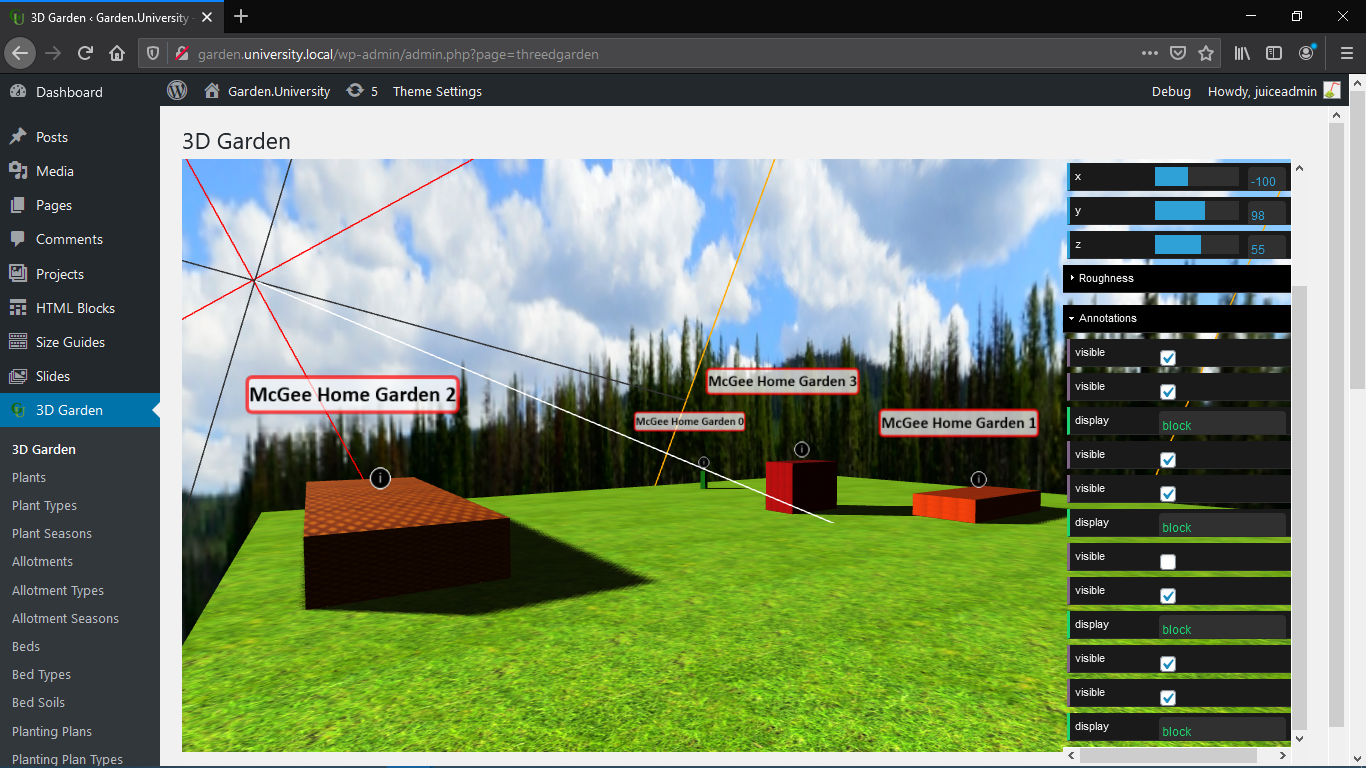 3D Garden ‹ Garden.University -
garden.university.local/wp-admin/admin.php?page=threedgarden
Garden.University
5
Theme Settings
Debug
Howdy, juiceadmin
Dashboard
Posts
Media
Pages
Comments
Projects
HTML Blocks
Size Guides
Slides
3D Garden
3D Garden
Plants
Plant Types
Plant Seasons
Allotments
Allotment Types
Allotment Seasons
Beds
Bed Types
Bed Soils
Planting Plans
Planting Plan Types
3D Garden
McGee Home Garden 2
McGee Home Garden 0
McGee Home Garden 3
McGee Home Garden 1
i
i
i
i
x -100
y 98
z 55
Roughness
Annotations
visible
visible
display block
visible
visible
display block
visible
visible
display block
visible
visible
display block